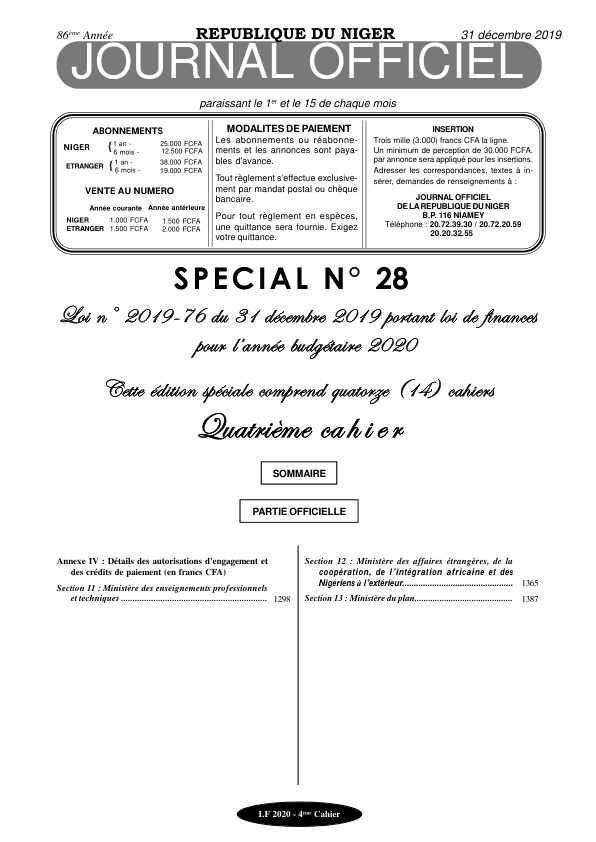 86ème Année
REPUBLIQUE DU NIGER
31 décembre 2019
JOURNAL OFFICIEL
paraissant le 1er et le 15 de chaque mois
ABONNEMENTS
NIGER { 1 an - 25.000 FCFA
6 mois - 12.500 FCFA
ETRANGER { 1 an - 38.000 FCFA
6 mois - 19.000 FCFA
VENTE AU NUMERO
Année courante Année antérieure
NIGER 1.000 FCFA 1.500 FCFA
ETRANGER 1.500 FCFA 2.000 FCFA
MODALITES DE PAIEMENT
Les abonnements ou réabonne-
ments et les annonces sont paya-
bles d'avance.
Tout règlement s'effectue exclusive-
ment par mandat postal ou chèque
bancaire.
Pour tout règlement en espèces,
une quittance sera fournie. Exigez
votre quittance.
INSERTION
Trois mille (3.000) francs CFA la ligne.
Un minimum de perception de 30.000 FCFA.
par annonce sera appliqué pour les insertions.
Adresser les correspondances, textes à in-
sérer, demandes de renseignements à :
JOURNAL OFFICIEL
DE LA REPUBLIQUE DU NIGER
B.P. 116 NIAMEY
Téléphone : 20.72.39.30 / 20.72.20.59
20.20.32.55
SPECIAL N° 28
Loi n° 2019-76 du 31 décembre 2019 portant loi de finances
pour l'année budgétaire 2020
Cette édition spéciale comprend quatorze (14) cahiers
Quatrième cahier
SOMMAIRE
PARTIE OFFICIELLE
Annexe IV : Détails des autorisations d'engagement et
des crédits de paiement (en francs CFA)
Section 11 : Ministère des enseignements professionnels
et techniques ........ 1298
Section 12 : Ministère des affaires étrangères, de la
coopération, de l'intégration africaine et des
Nigériens à l'extérieur........ 1365
Section 13 : Ministère du plan........ 1387
LF 2020 - 4ème Cahier